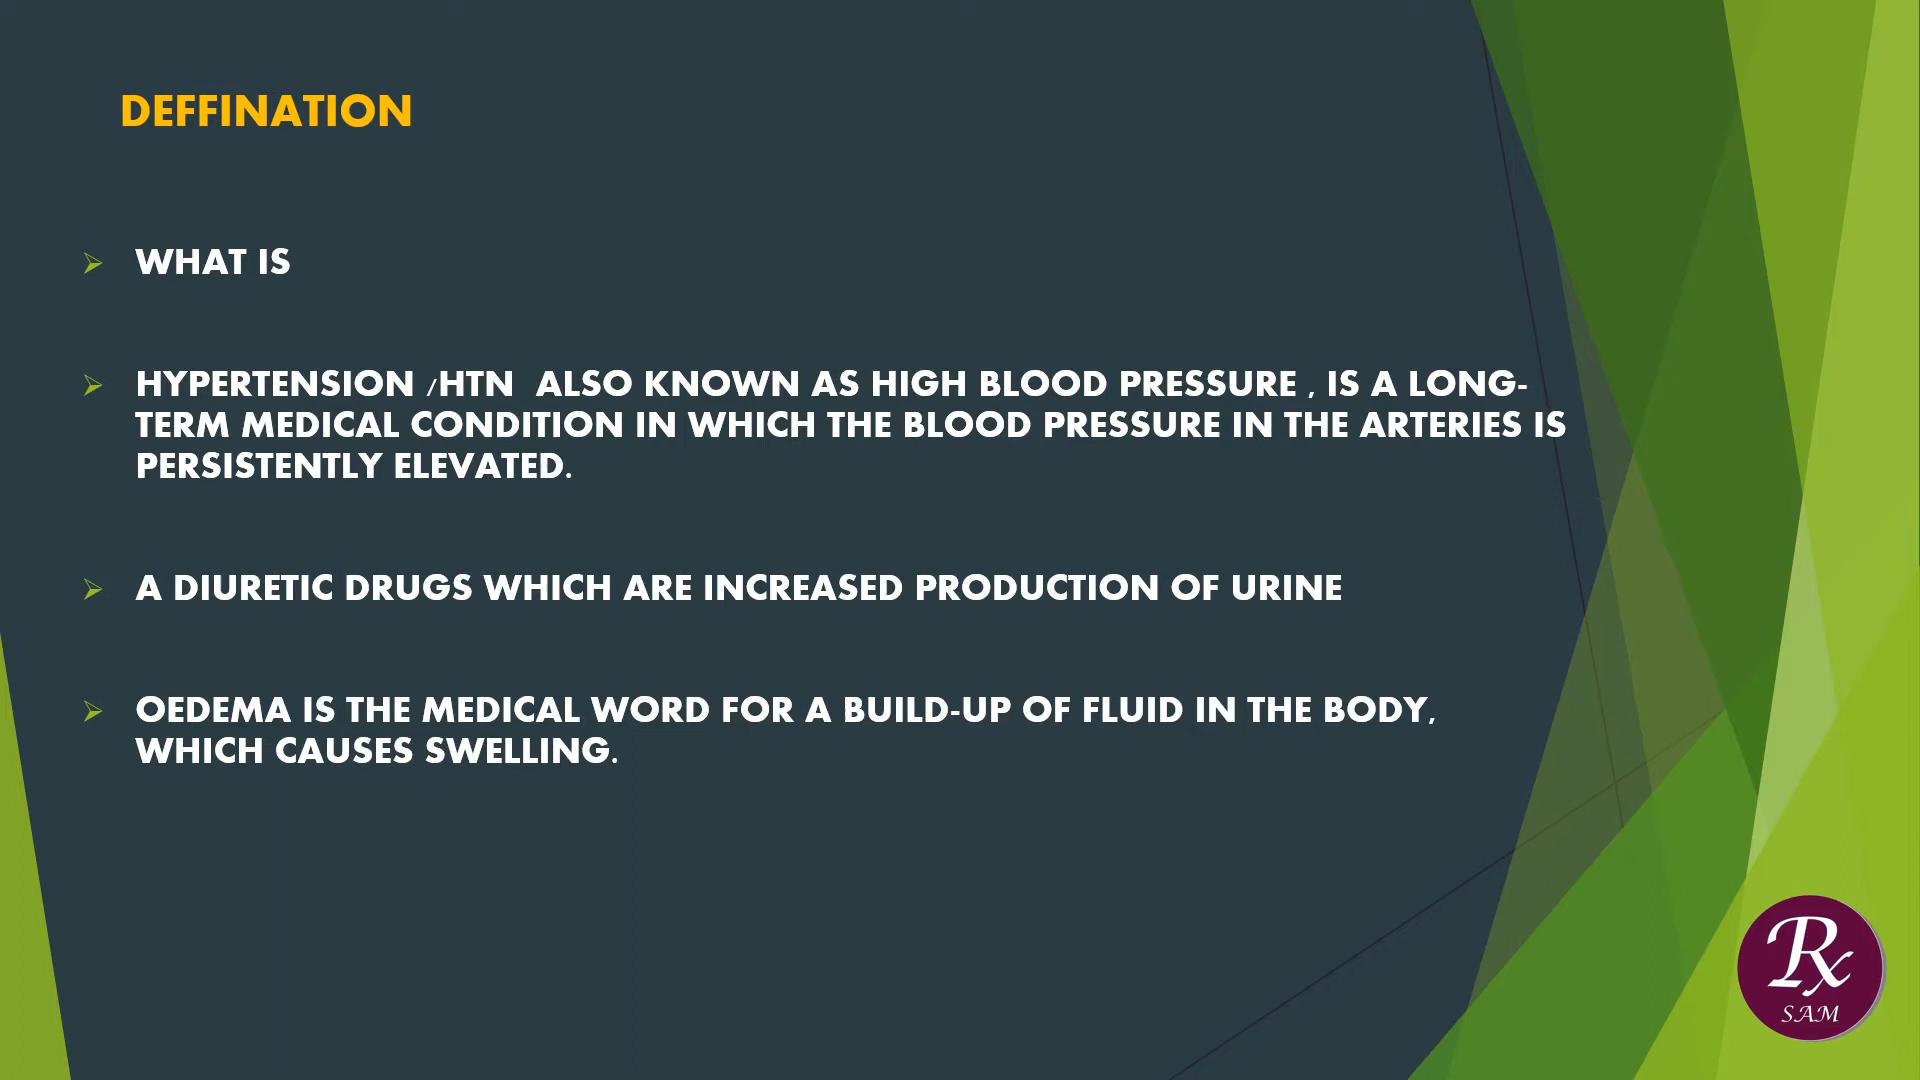 DEFFINATION
WHAT IS
HYPERTENSION /HTN ALSO KNOWN AS HIGH BLOOD PRESSURE , IS A LONG-
TERM MEDICAL CONDITION IN WHICH THE BLOOD PRESSURE IN THE ARTERIES IS
PERSISTENTLY ELEVATED.
A DIURETIC DRUGS WHICH ARE INCREASED PRODUCTION OF URINE
OEDEMA IS THE MEDICAL WORD FOR A BUILD-UP OF FLUID IN THE BODY,
WHICH CAUSES SWELLING.
Rx
SAM